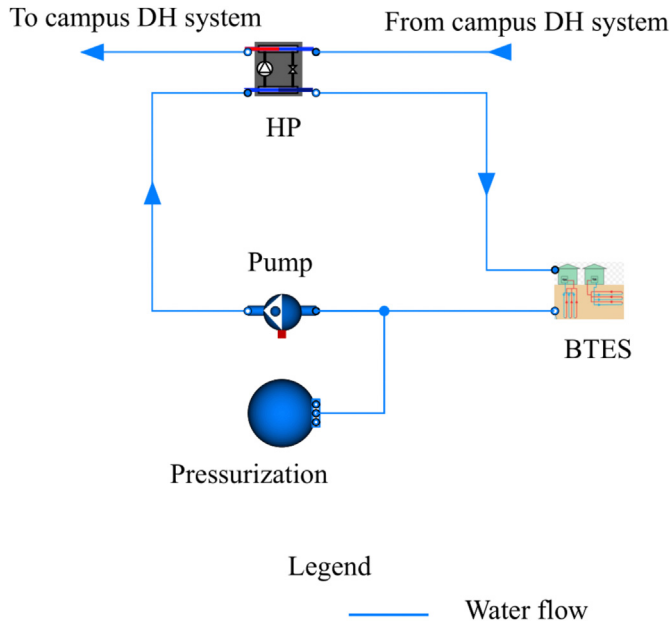 To campus DH system
From campus DH system
HP
Pump
BTES
Pressurization
Legend
Water flow